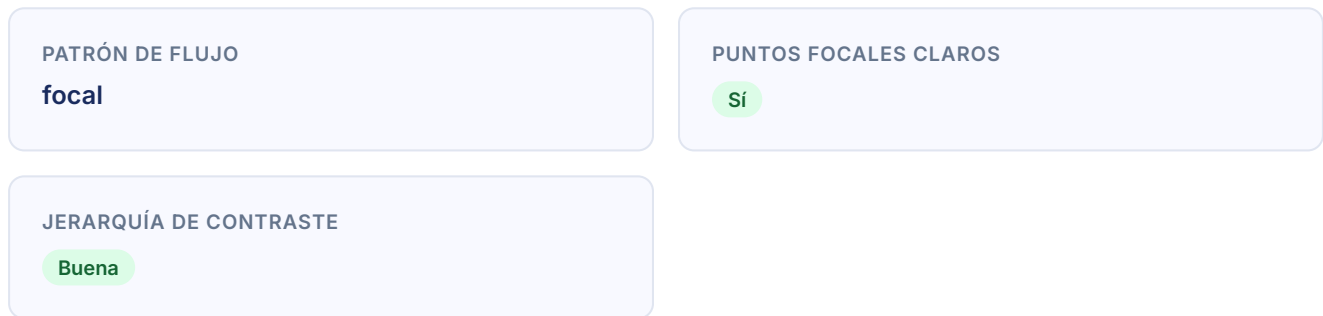 PATRÓN DE FLUJO
focal
PUNTOS FOCALES CLAROS
Sí
JERARQUÍA DE CONTRASTE
Buena